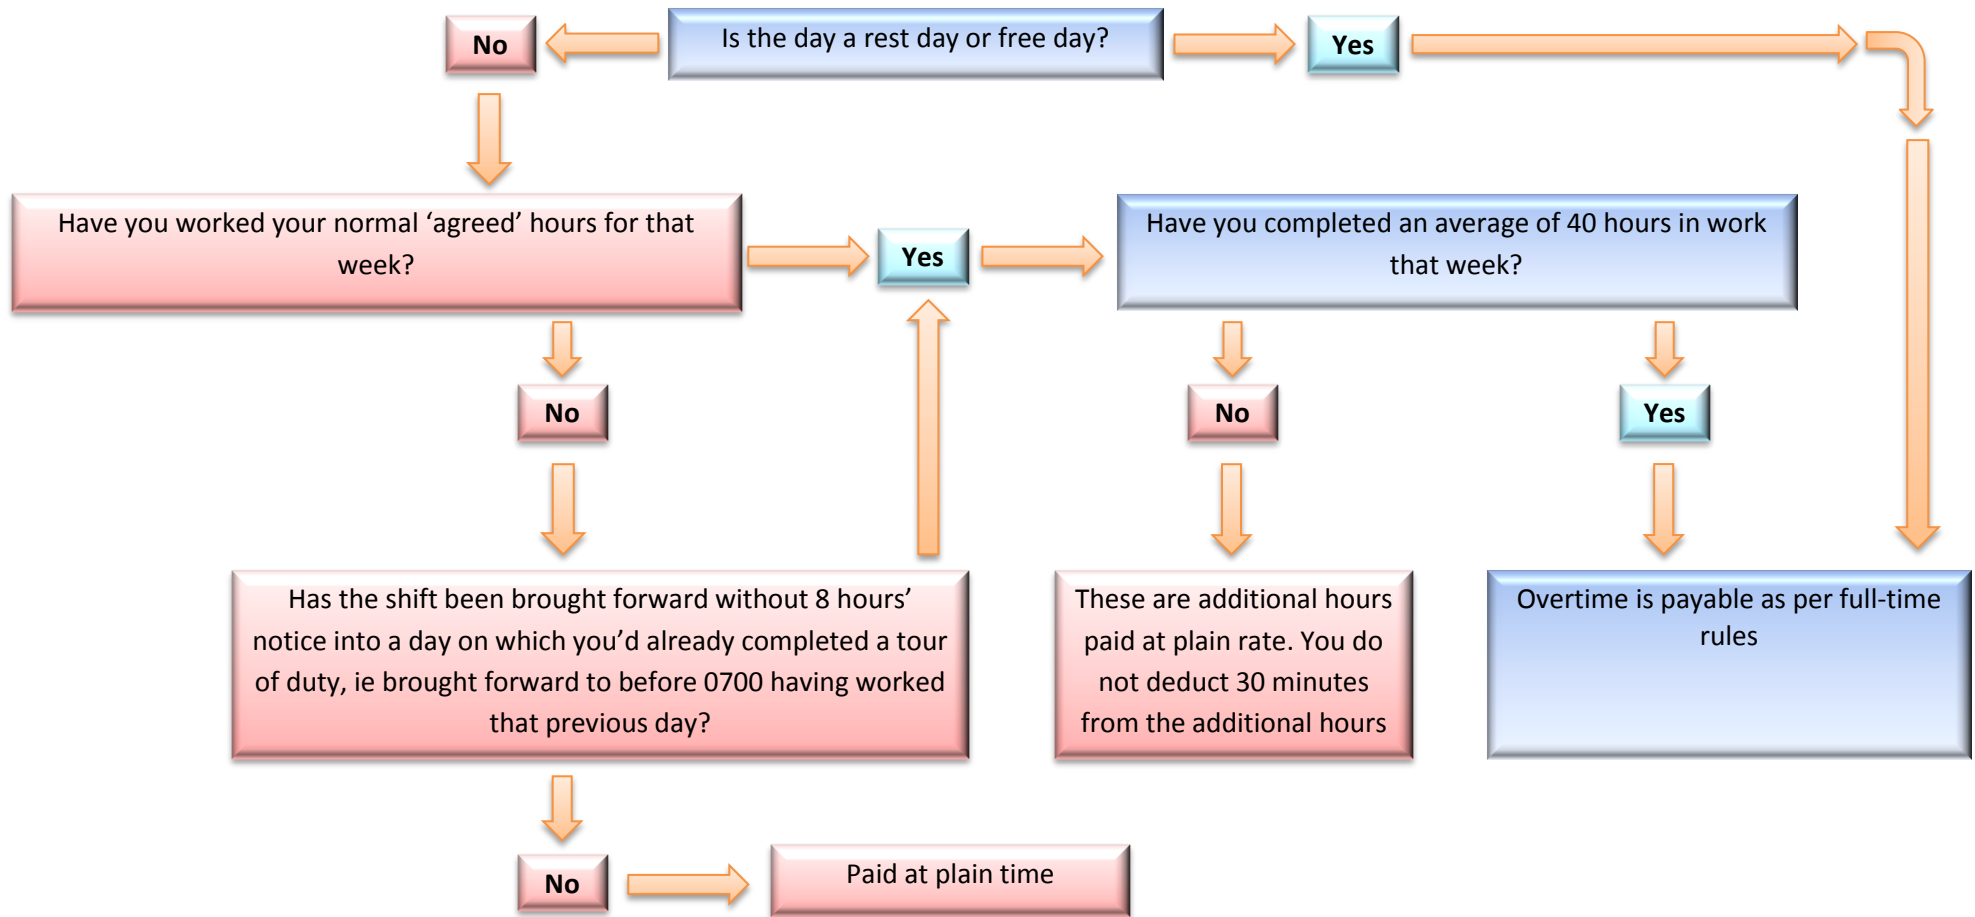 No
Is the day a rest day or free day?
Yes
Have you worked your normal ‘agreed’ hours for that
week?
Yes
Have you completed an average of 40 hours in work
that week?
No
No
Yes
Has the shift been brought forward without 8 hours’
notice into a day on which you’d already completed a tour
of duty, ie brought forward to before 0700 having worked
that previous day?
These are additional hours
paid at plain rate. You do
not deduct 30 minutes
from the additional hours
Overtime is payable as per full-time
rules
No
Paid at plain time